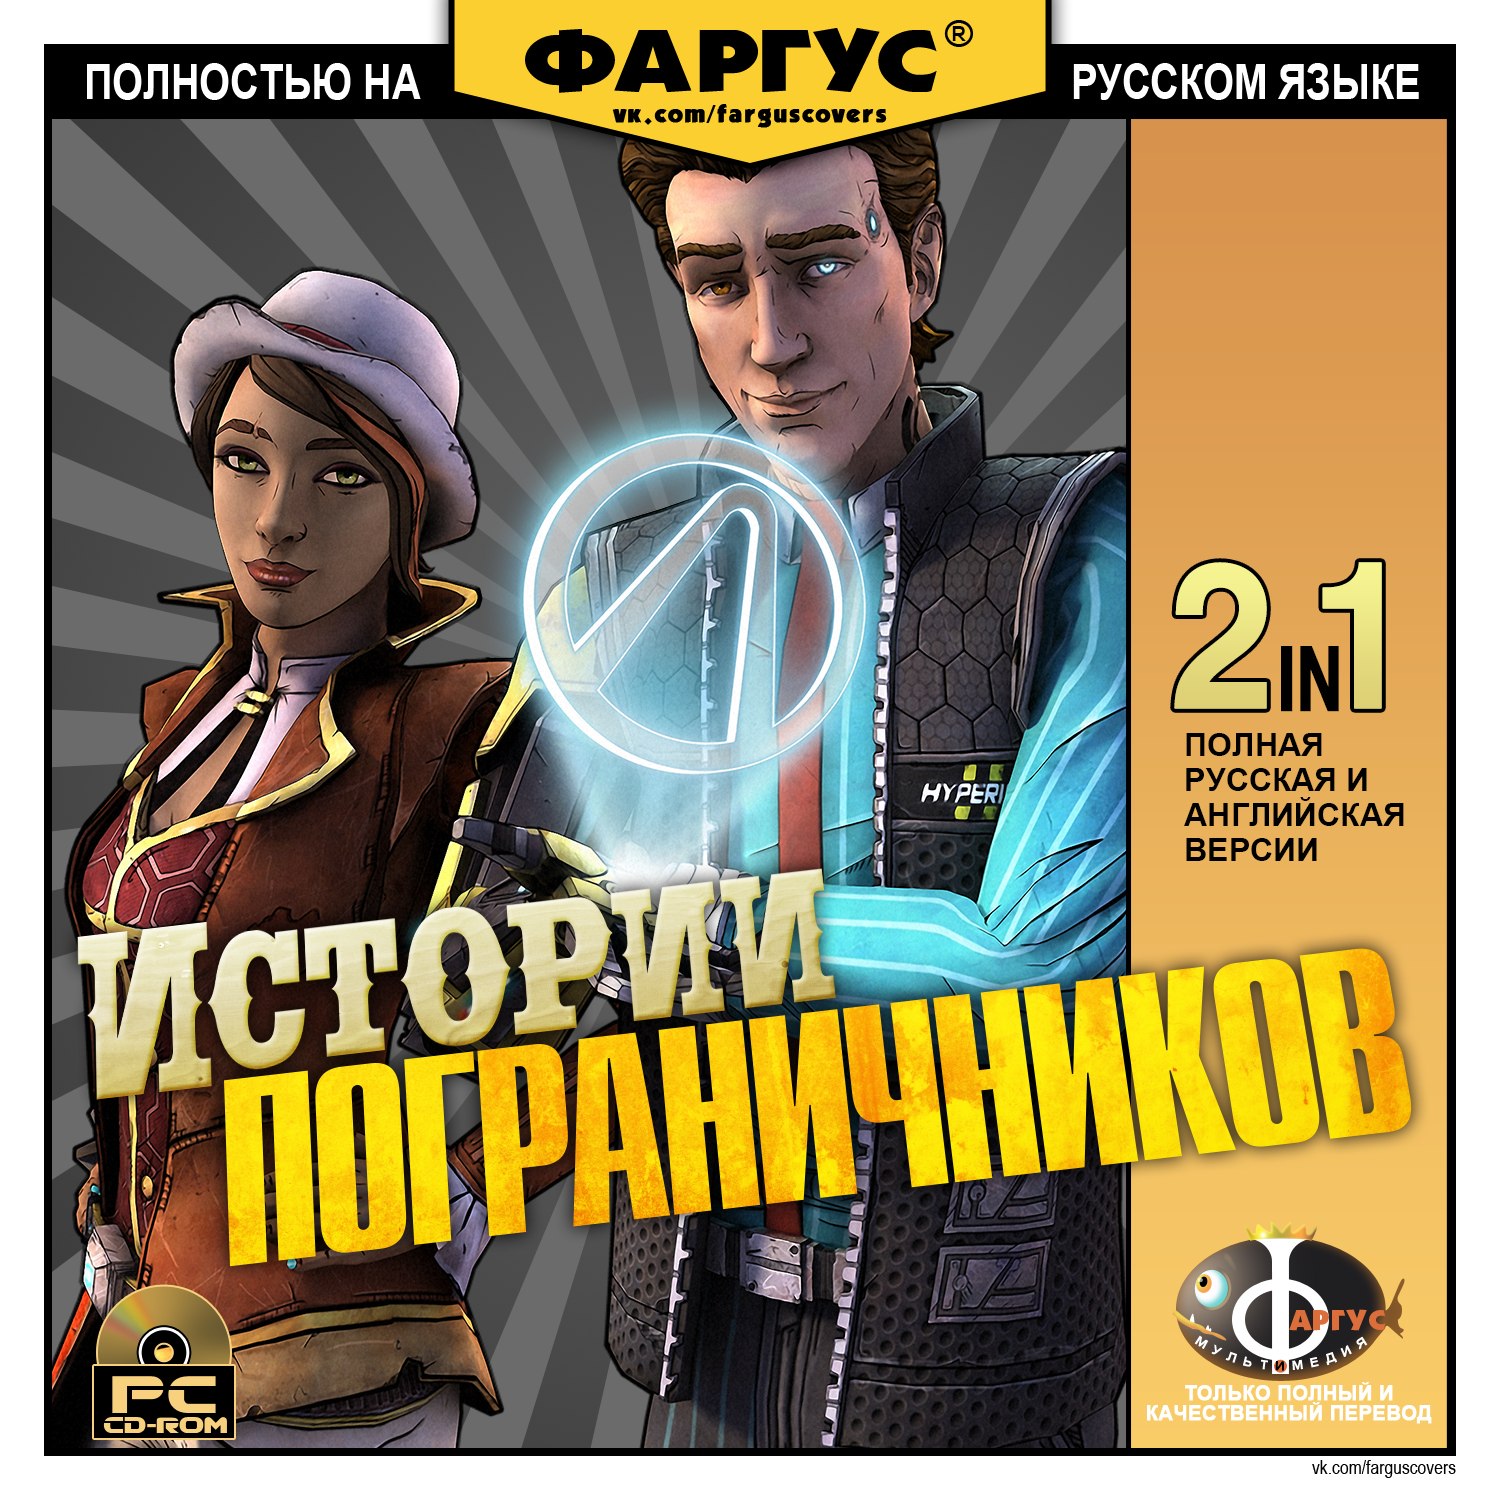 ФАРГУС®
vk.com/farguscovers
ПОЛНОСТЬЮ НА РУССКОМ ЯЗЫКЕ
2IN1
ПОЛНАЯ
РУССКАЯ И
АНГЛИЙСКАЯ
ВЕРСИИ
HYPERI
ИСТОРИИ
ПОГРАНИЧНИКОВ
ФАРГУС
МУЛЬТИМЕДИЯ
ТОЛЬКО ПОЛНЫЙ И
КАЧЕСТВЕННЫЙ ПЕРЕВОД
PC
CD-ROM
vk.com/farguscovers